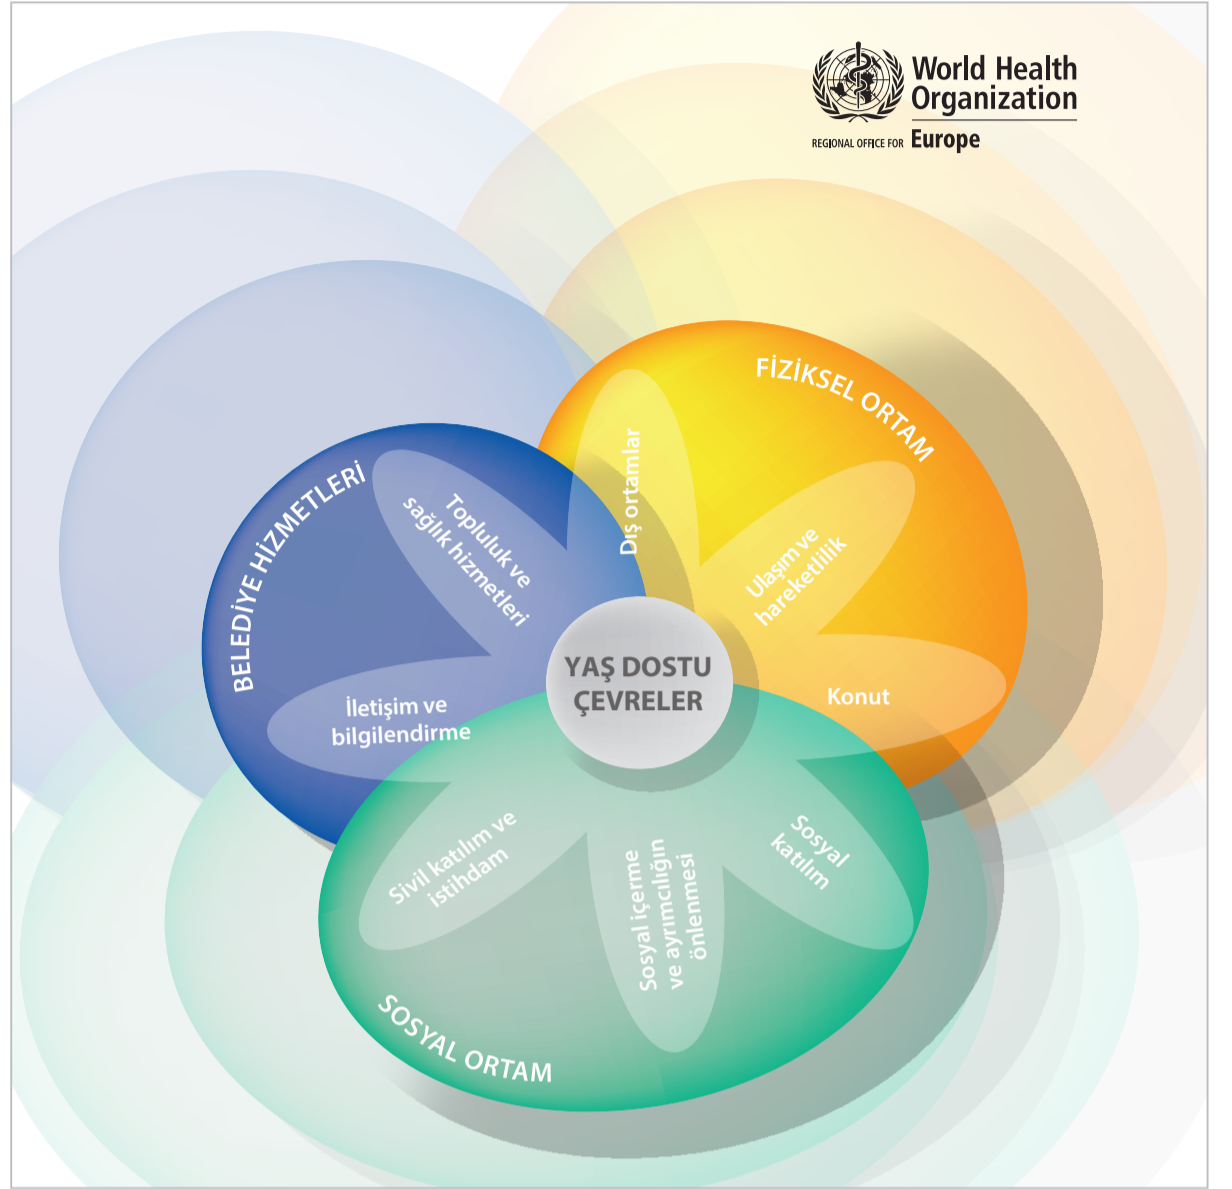 World Health
Organization
REGIONAL OFFICE FOR Europe
FİZİKSEL ORTAM
Dış ortamlar
Ulaşım ve
hareketlilik
Konut
BELEDİYE HİZMETLERİ
Topluluk ve
sağlık hizmetleri
İletişim ve
bilgilendirme
YAŞ DOSTU
ÇEVRELER
Sivil katılım ve
istihdam
Sosyal içerme
ve ayrımcılığın
önlenmesi
Sosyal
katılım
SOSYAL ORTAM